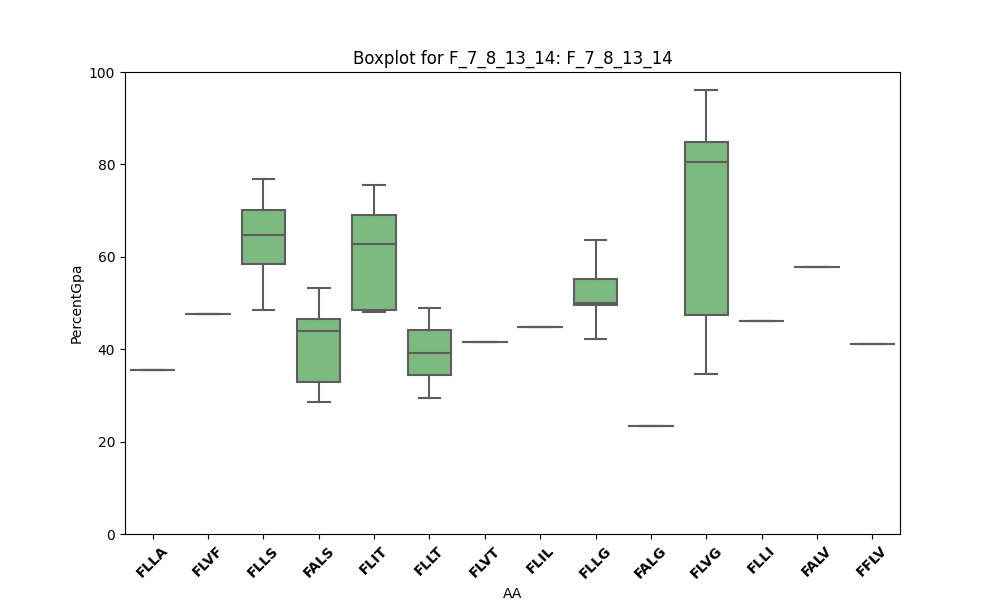 Boxplot for F_7_8_13_14: F_7_8_13_14
100
80
60
40
20
0
PercentGpa
FLLA
FLVF
FLLS
FALS
FLIT
FLLT
FLVT
FLIL
FLLG
FALG
FLVG
FLLI
FALV
FFLV
AA